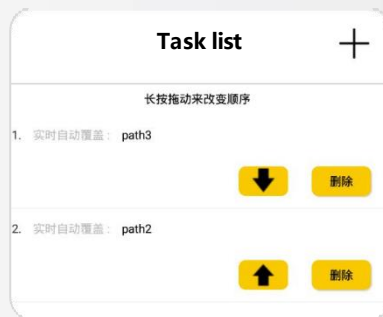 Task list
长按拖动来改变顺序
1. 实时自动覆盖： path3
删除
2. 实时自动覆盖： path2
删除